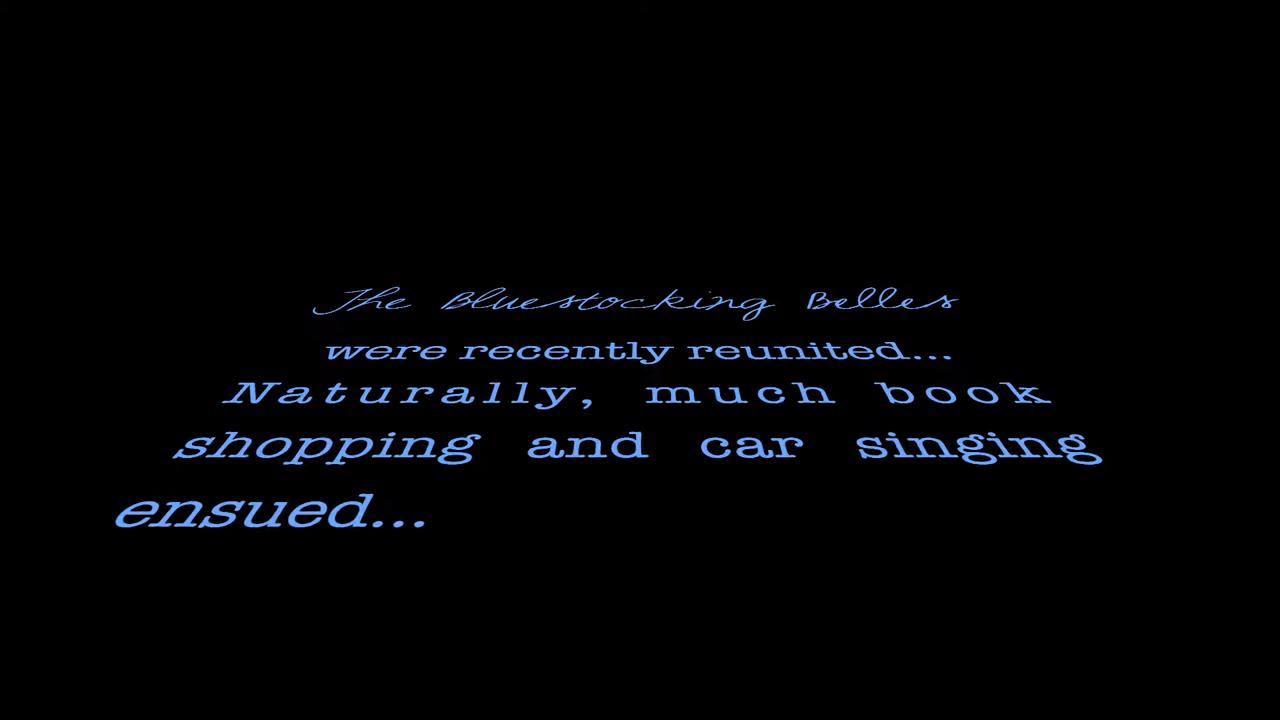 The Bluestocking Belles
were recently reunited...
Naturally, much book
shopping and car singing
ensued...